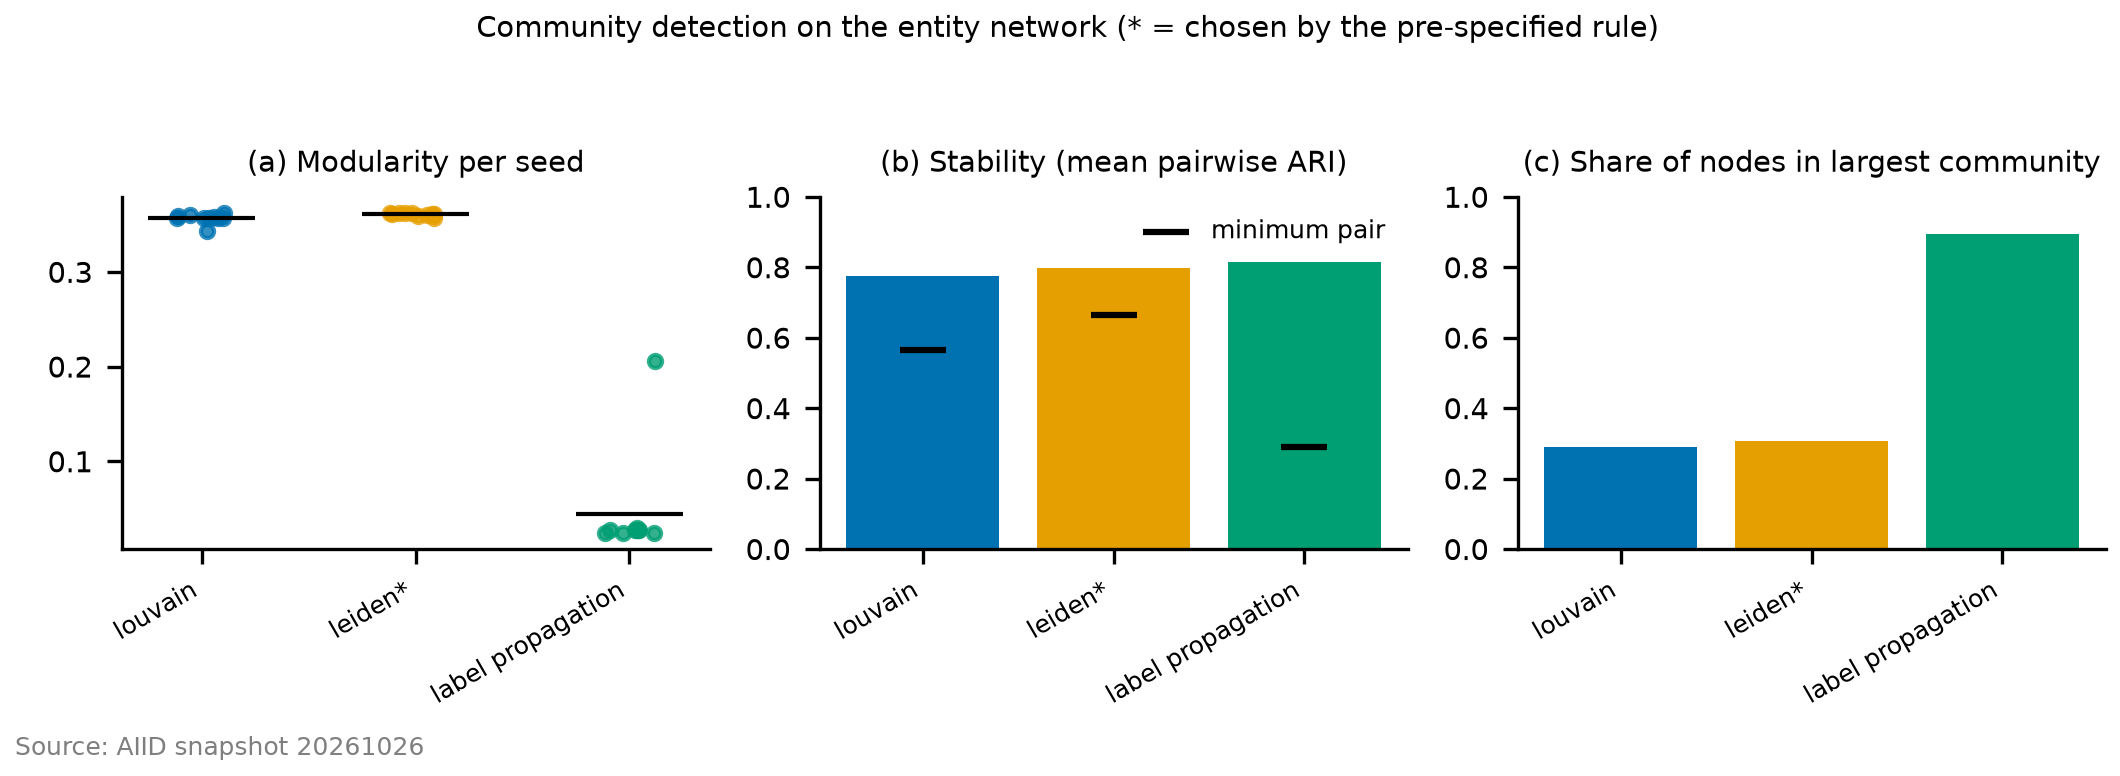 Community detection on the entity network (* = chosen by the pre-specified rule)
(a) Modularity per seed
0.3
0.2
0.1
louvain
leiden*
label propagation
(b) Stability (mean pairwise ARI)
1.0
0.8
0.6
0.4
0.2
0.0
minimum pair
louvain
leiden*
label propagation
(c) Share of nodes in largest community
1.0
0.8
0.6
0.4
0.2
0.0
louvain
leiden*
label propagation
Source: AIID snapshot 20261026